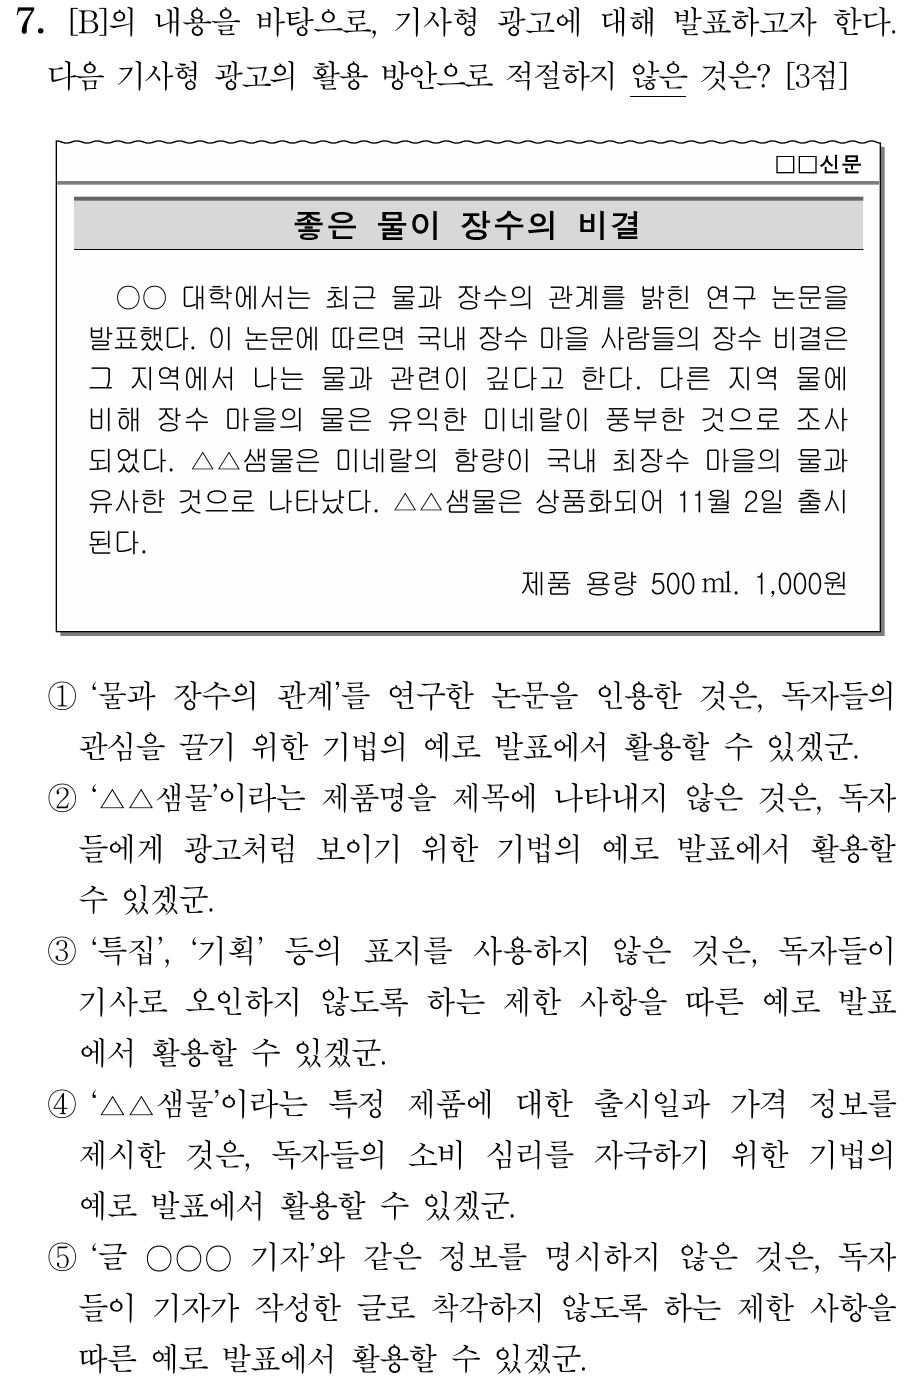 7. [B]의 내용을 바탕으로, 기사형 광고에 대해 발표하고자 한다.
다음 기사형 광고의 활용 방안으로 적절하지 않은 것은? [3점]
□□신문
좋은 물이 장수의 비결
○○ 대학에서는 최근 물과 장수의 관계를 밝힌 연구 논문을
발표했다. 이 논문에 따르면 국내 장수 마을 사람들의 장수 비결은
그 지역에서 나는 물과 관련이 깊다고 한다. 다른 지역 물에
비해 장수 마을의 물은 유익한 미네랄이 풍부한 것으로 조사
되었다. △△샘물은 미네랄의 함량이 국내 최장수 마을의 물과
유사한 것으로 나타났다. △△샘물은 상품화되어 11월 2일 출시
된다.
제품 용량 500 ml. 1,000원
① ‘물과 장수의 관계’를 연구한 논문을 인용한 것은, 독자들의
관심을 끌기 위한 기법의 예로 발표에서 활용할 수 있겠군.
② ‘△△샘물’이라는 제품명을 제목에 나타내지 않은 것은, 독자
들에게 광고처럼 보이기 위한 기법의 예로 발표에서 활용할
수 있겠군.
③ ‘특집’, ‘기획’ 등의 표지를 사용하지 않은 것은, 독자들이
기사로 오인하지 않도록 하는 제한 사항을 따른 예로 발표
에서 활용할 수 있겠군.
④ ‘△△샘물’이라는 특정 제품에 대한 출시일과 가격 정보를
제시한 것은, 독자들의 소비 심리를 자극하기 위한 기법의
예로 발표에서 활용할 수 있겠군.
⑤ ‘글 ○○○ 기자’와 같은 정보를 명시하지 않은 것은, 독자
들이 기자가 작성한 글로 착각하지 않도록 하는 제한 사항을
따른 예로 발표에서 활용할 수 있겠군.